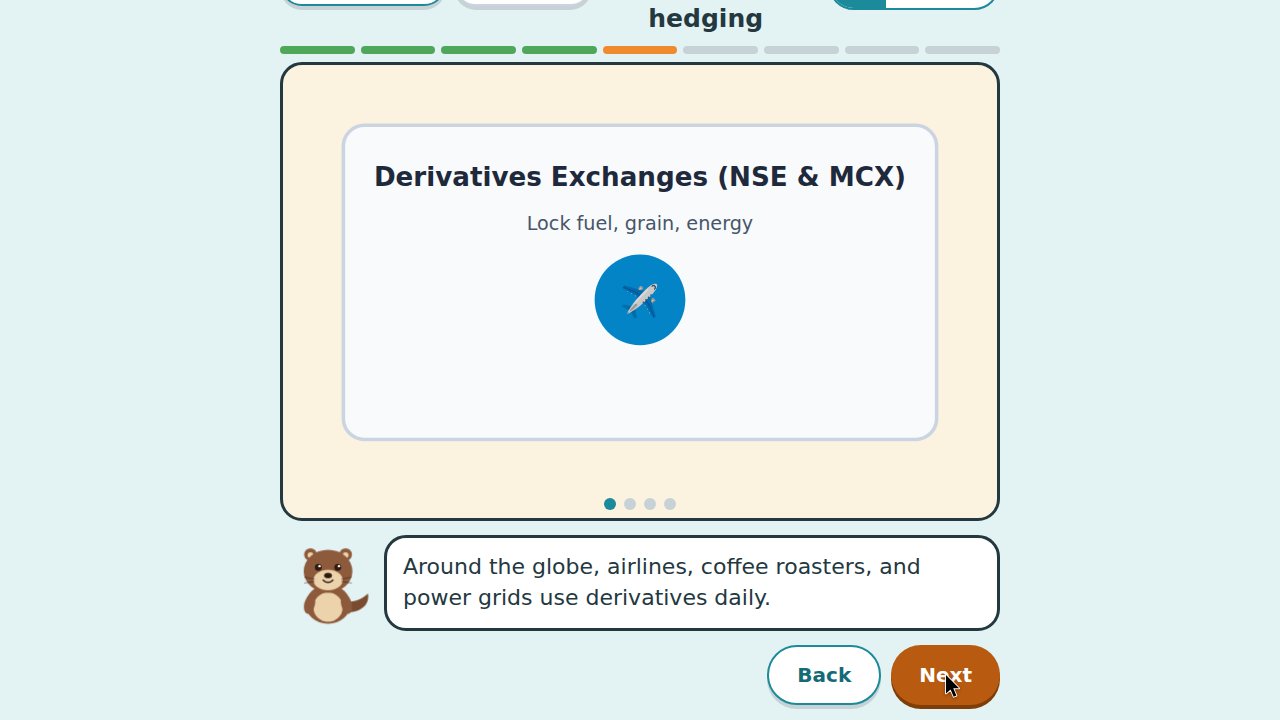 hedging
Derivatives Exchanges (NSE & MCX)
Lock fuel, grain, energy
Around the globe, airlines, coffee roasters, and
power grids use derivatives daily.
Back
Next